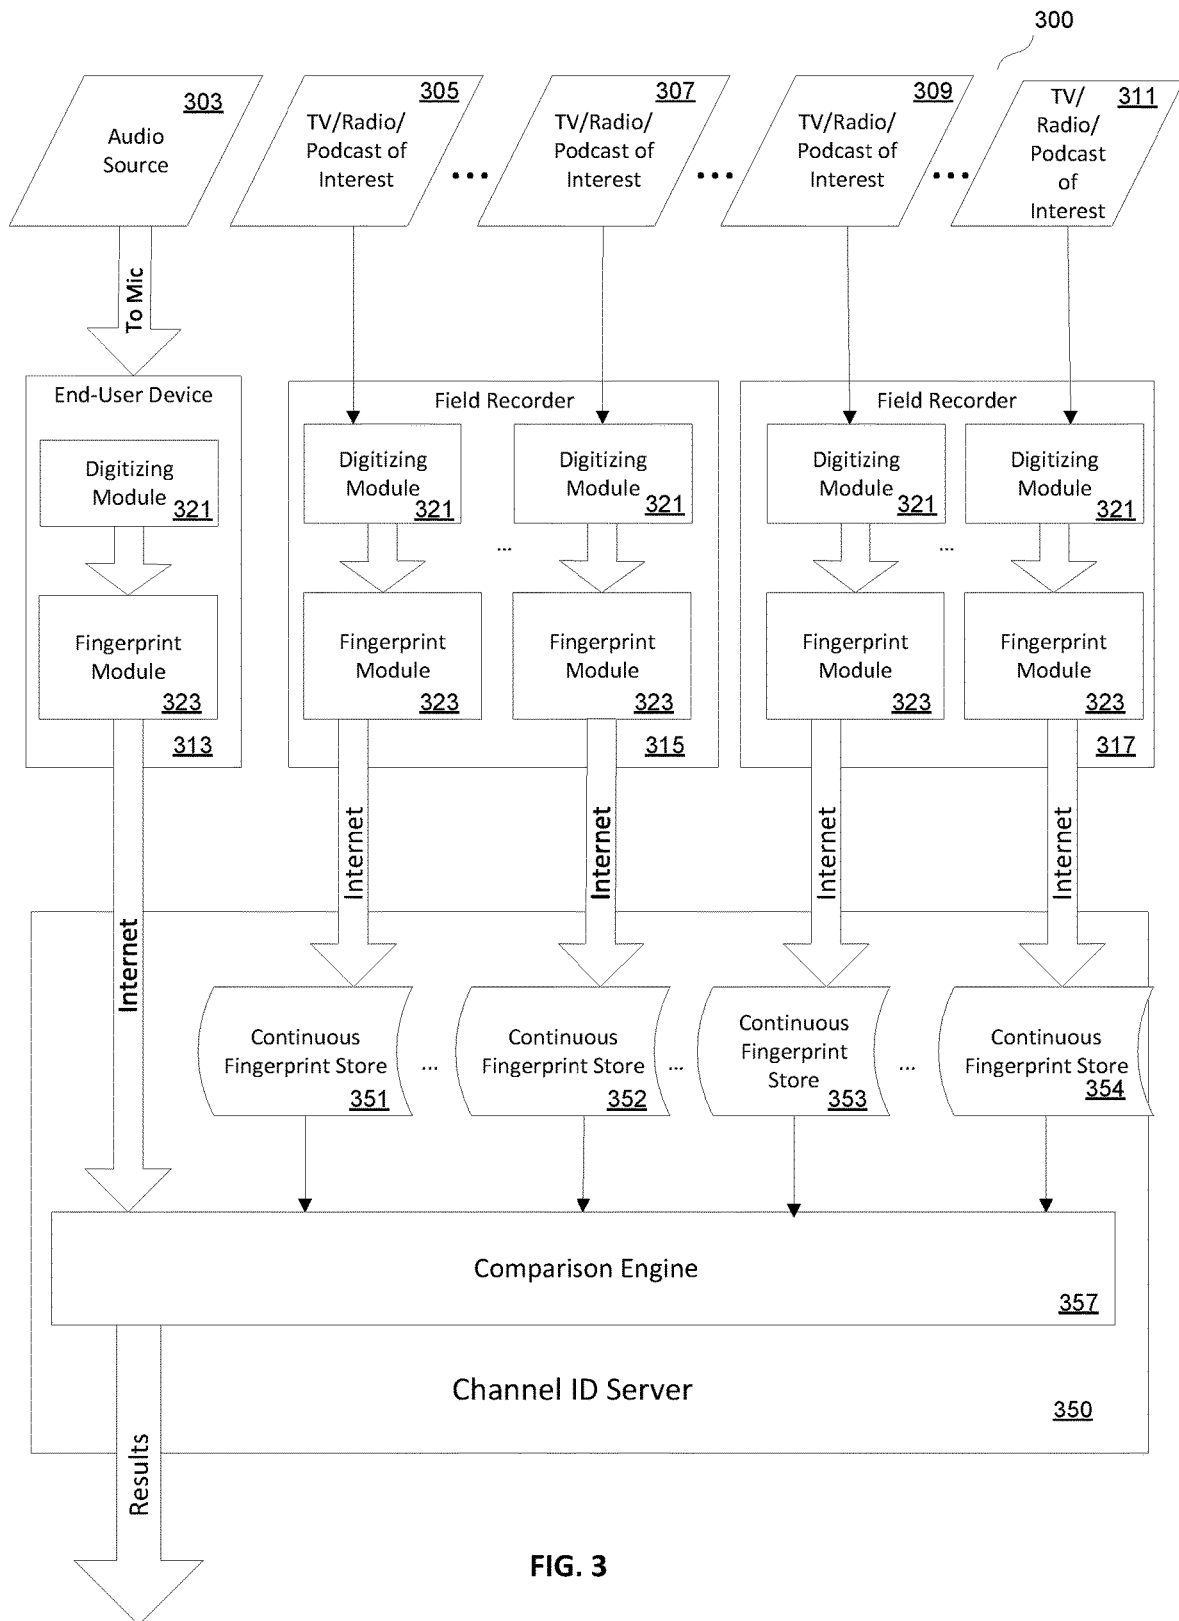 300
303
Audio
Source
305
TV/Radio/
Podcast of
Interest
...
307
TV/Radio/
Podcast of
Interest
...
309
TV/Radio/
Podcast of
Interest
...
311
TV/
Radio/
Podcast
of
Interest
To Mic
End-User Device
Digitizing
Module
321
Fingerprint
Module
323
313
Field Recorder
Digitizing
Module
321
Digitizing
Module
321
...
Fingerprint
Module
323
Fingerprint
Module
323
315
Field Recorder
Digitizing
Module
321
Digitizing
Module
321
...
Fingerprint
Module
323
Fingerprint
Module
323
317
Internet
Internet
Internet
Internet
Internet
Continuous
Fingerprint Store
351
...
Continuous
Fingerprint Store
352
...
Continuous
Fingerprint
Store
353
...
Continuous
Fingerprint Store
354
Comparison Engine
357
Channel ID Server
350
Results
FIG. 3